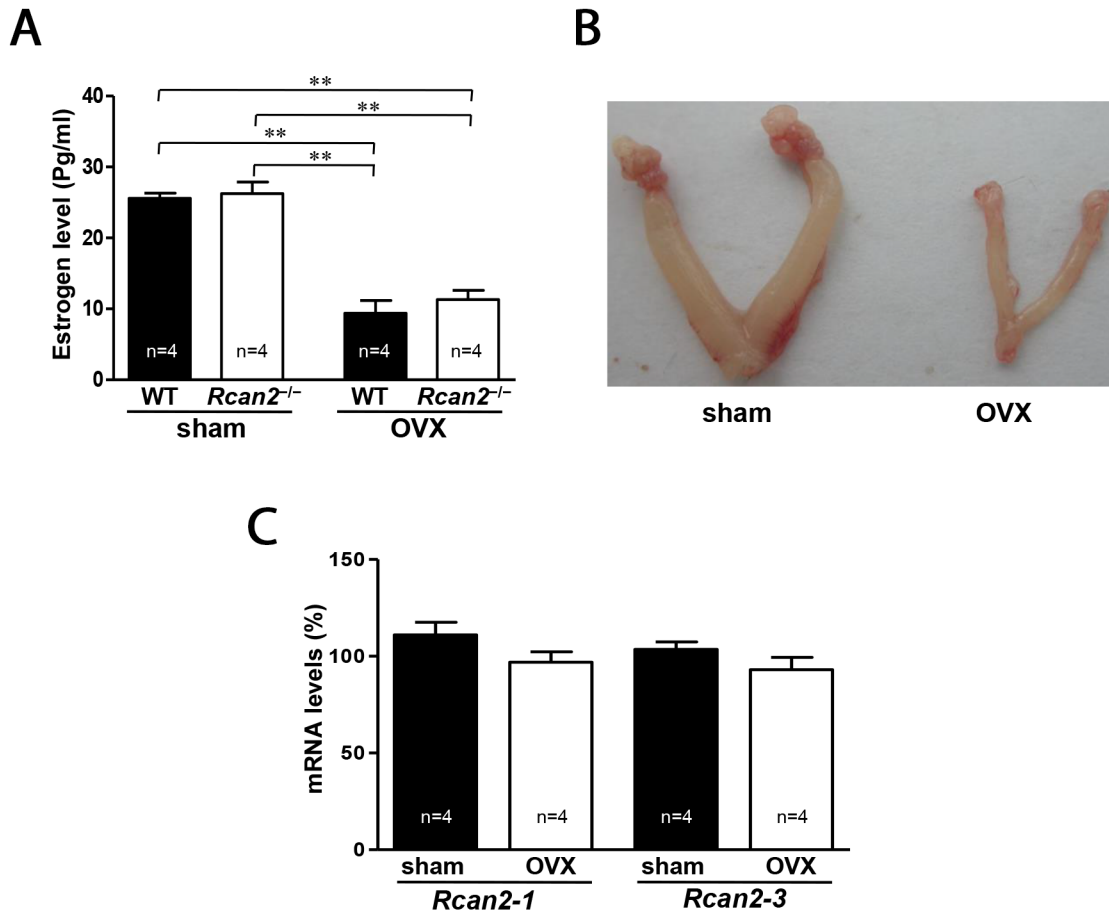 A
B
**
**
**
**
Estrogen level (Pg/ml)
40
30
20
10
0
n=4
n=4
n=4
n=4
WT
Rcan2−/−
WT
Rcan2−/−
sham
OVX
sham
OVX
C
mRNA levels (%)
150
100
50
0
n=4
n=4
n=4
n=4
sham
OVX
sham
OVX
Rcan2-1
Rcan2-3